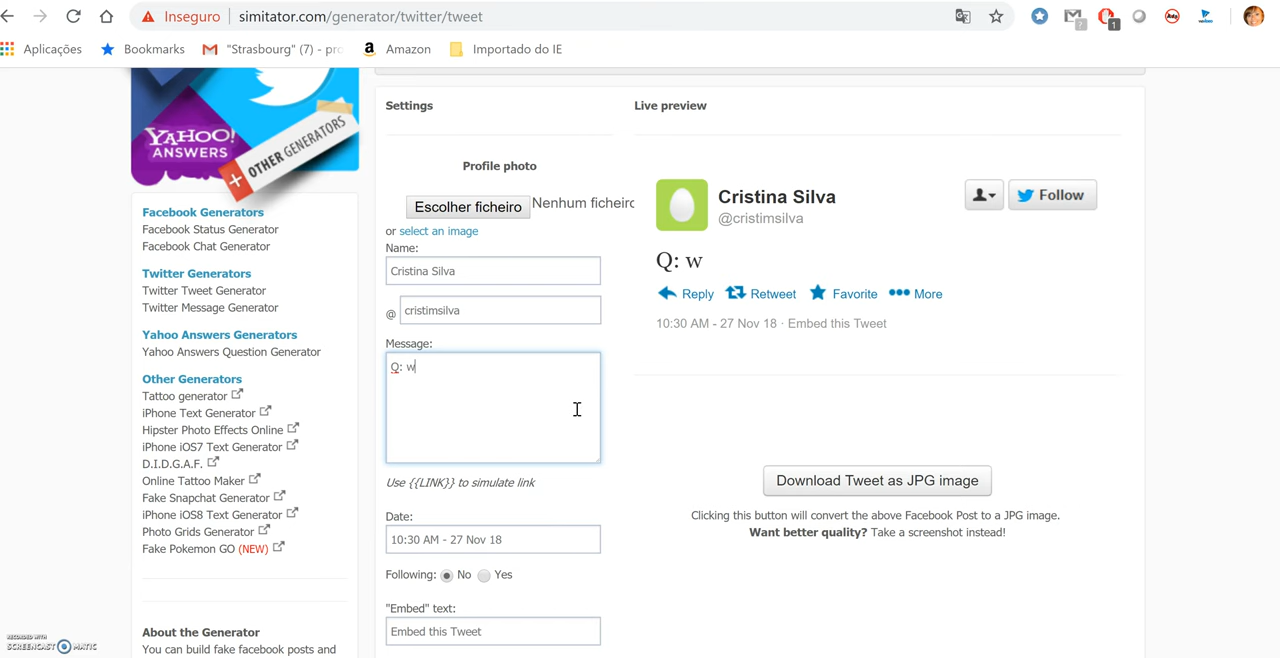 Inseguro simitator.com/generator/twitter/tweet
Aplicações Bookmarks "Strasbourg" (7) - pro Amazon Importado do IE
YAHOO!
ANSWERS
OTHER GENERATORS
Facebook Generators
Facebook Status Generator
Facebook Chat Generator
Twitter Generators
Twitter Tweet Generator
Twitter Message Generator
Yahoo Answers Generators
Yahoo Answers Question Generator
Other Generators
Tattoo generator
iPhone Text Generator
Hipster Photo Effects Online
iPhone iOS7 Text Generator
D.I.D.G.A.F.
Online Tattoo Maker
Fake Snapchat Generator
iPhone iOS8 Text Generator
Photo Grids Generator
Fake Pokemon GO (NEW)
About the Generator
You can build fake facebook posts and
Settings
Profile photo
Escolher ficheiro Nenhum ficheiro
or select an image
Name:
Cristina Silva
@ cristimsilva
Message:
Q: w
Use {{LINK}} to simulate link
Date:
10:30 AM - 27 Nov 18
Following: No Yes
"Embed" text:
Embed this Tweet
Live preview
Cristina Silva
@cristimsilva
Follow
Q: w
Reply Retweet Favorite More
10:30 AM - 27 Nov 18 · Embed this Tweet
Download Tweet as JPG image
Clicking this button will convert the above Facebook Post to a JPG image.
Want better quality? Take a screenshot instead!
RECORDED WITH
SCREENCAST MATIC